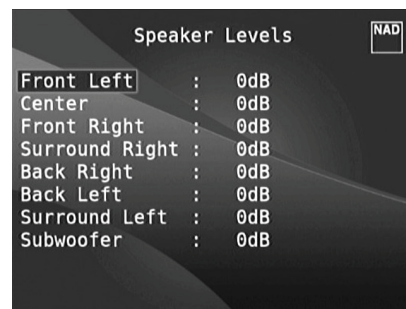 Speaker Levels
NAD
Front Left : 0dB
Center : 0dB
Front Right : 0dB
Surround Right : 0dB
Back Right : 0dB
Back Left : 0dB
Surround Left : 0dB
Subwoofer : 0dB